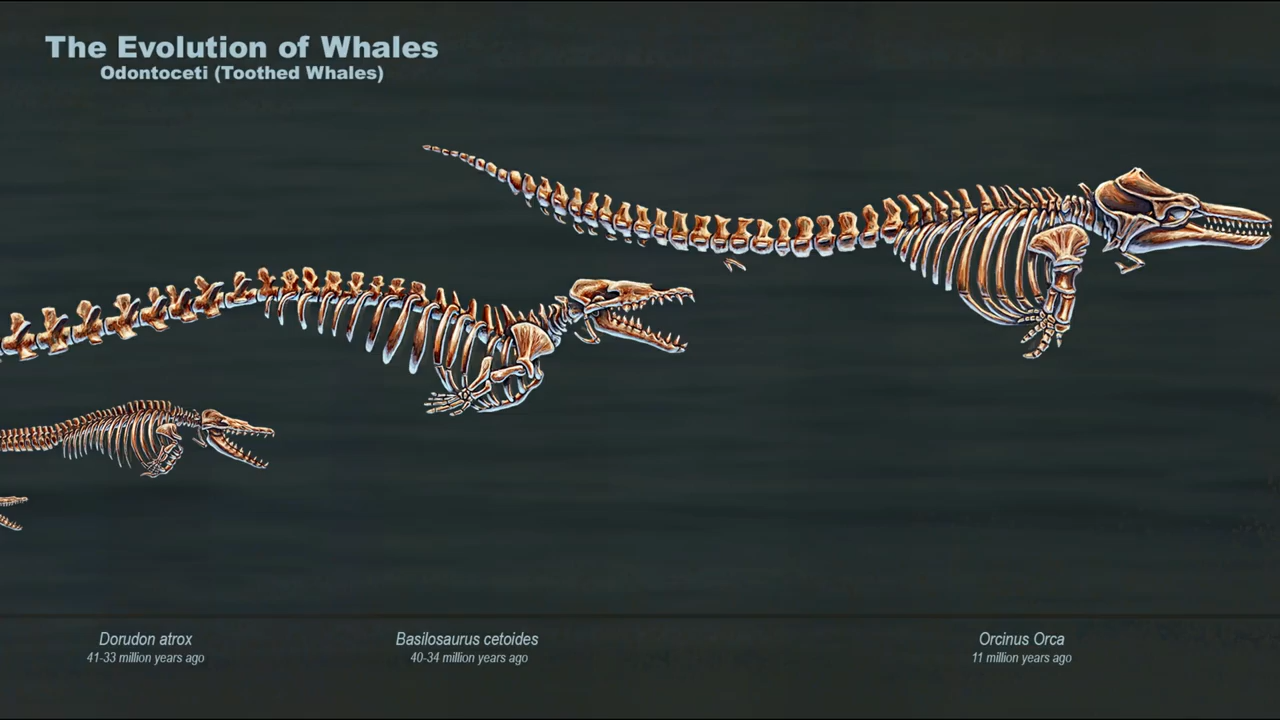 The Evolution of Whales
Odontoceti (Toothed Whales)
Dorudon atrox
41-33 million years ago
Basilosaurus cetoides
40-34 million years ago
Orcinus Orca
11 million years ago